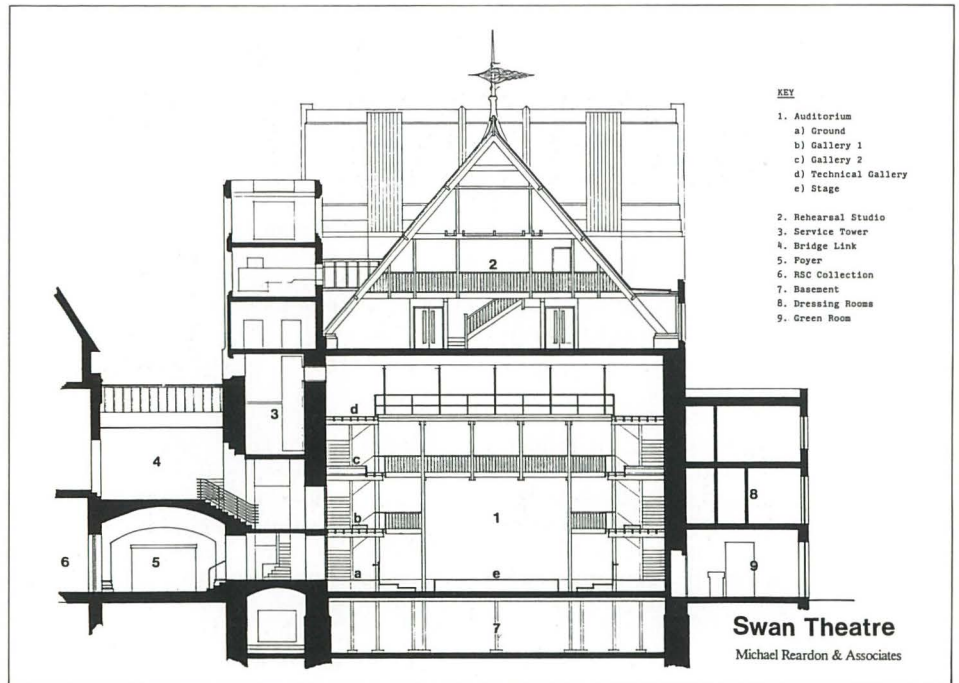 KEY
1. Auditorium
a) Ground
b) Gallery 1
c) Gallery 2
d) Technical Gallery
e) Stage
2. Rehearsal Studio
3. Service Tower
4. Bridge Link
5. Foyer
6. RSC Collection
7. Basement
8. Dressing Rooms
9. Green Room
2
3
d
4
c
1
8
b
6
5
a
e
9
7
Swan Theatre
Michael Reardon & Associates